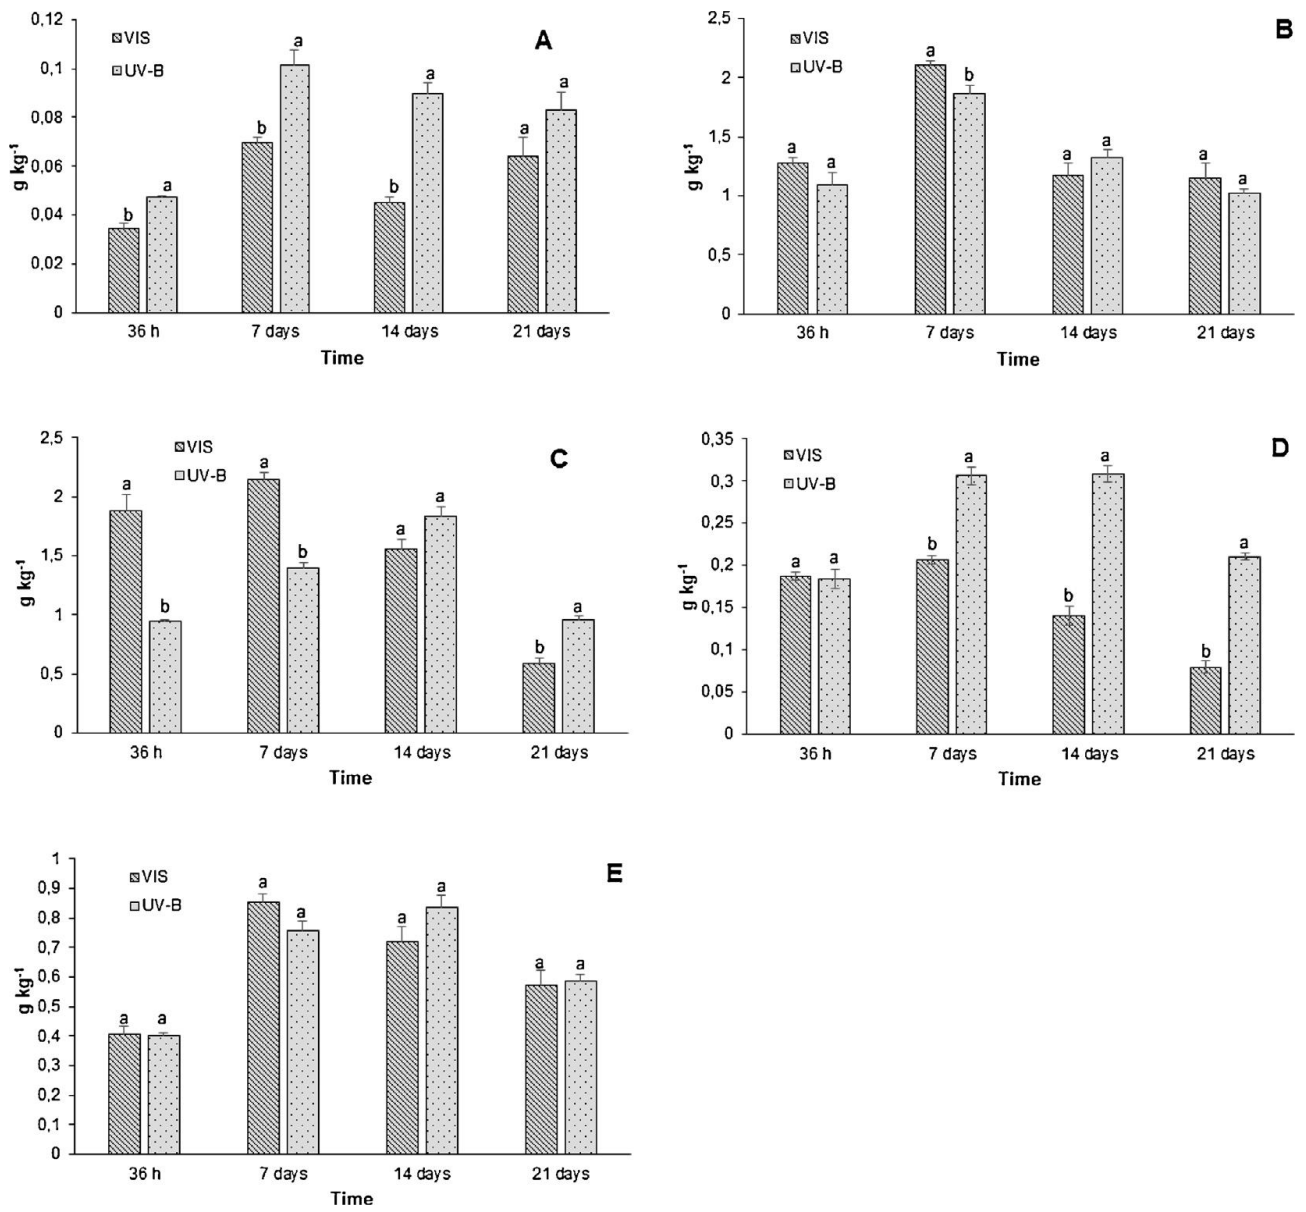 A
0,12
0,1
0,08
0,06
0,04
0,02
0
g kg-1
VIS
UV-B
b a
b a
b a
a a
36 h 7 days 14 days 21 days
Time
B
2,5
2
1,5
1
0,5
0
g kg-1
VIS
UV-B
a a
a b
a a
a a
36 h 7 days 14 days 21 days
Time
C
2,5
2
1,5
1
0,5
0
g kg-1
VIS
UV-B
a b
a b
a a
b a
36 h 7 days 14 days 21 days
Time
D
0,35
0,3
0,25
0,2
0,15
0,1
0,05
0
g kg-1
VIS
UV-B
a a
b a
b a
b a
36 h 7 days 14 days 21 days
Time
E
1
0,9
0,8
0,7
0,6
0,5
0,4
0,3
0,2
0,1
0
g kg-1
VIS
UV-B
a a
a a
a a
a a
36 h 7 days 14 days 21 days
Time